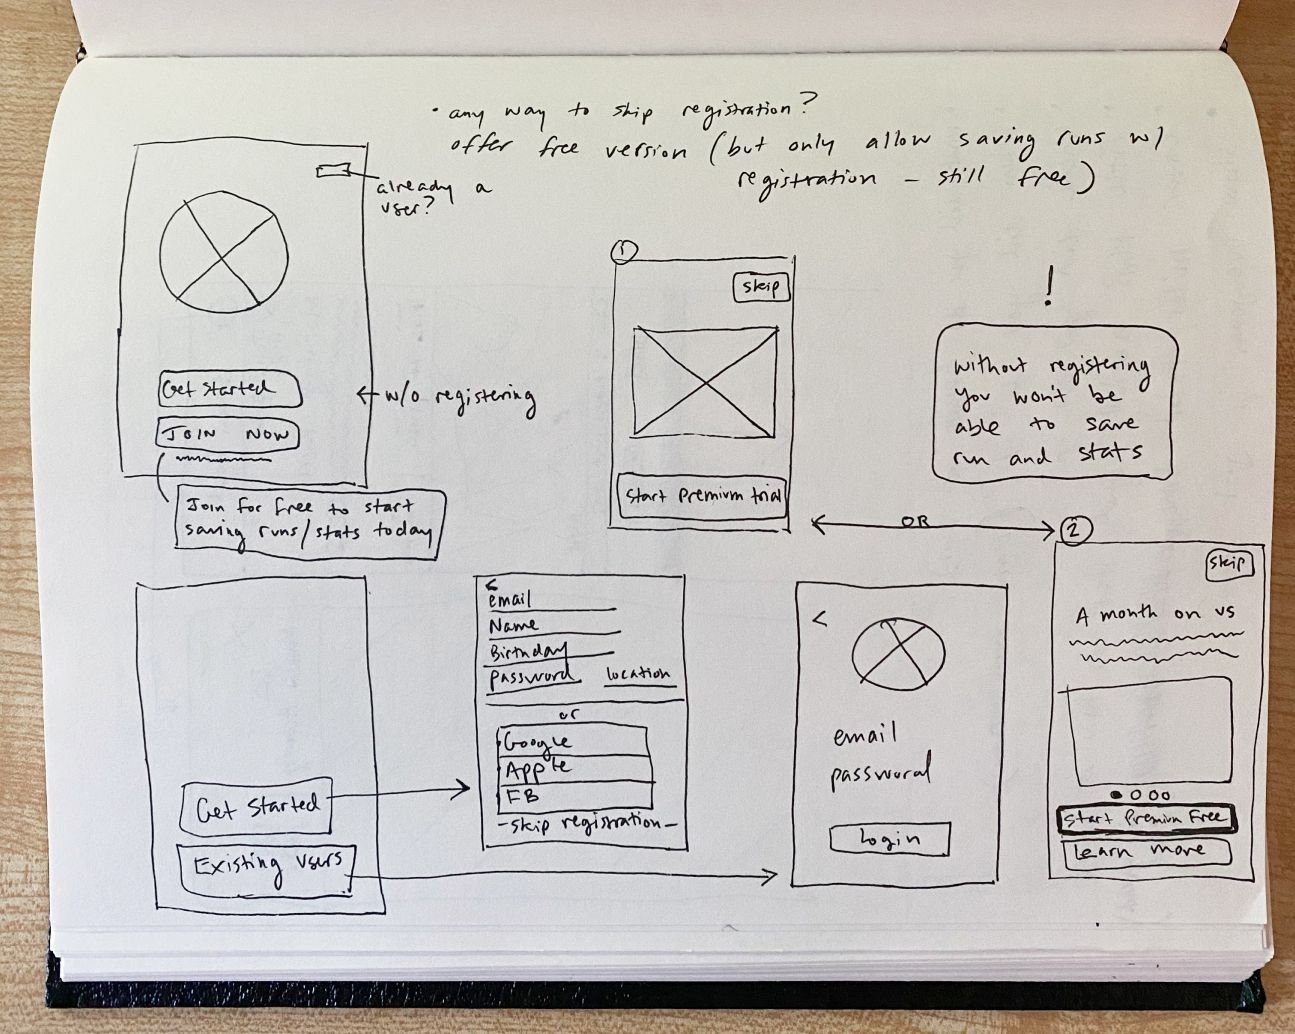 • any way to skip registration?
offer free version (but only allow saving runs w/
registration – still free)
already a
user?
Get Started
← w/o registering
JOIN NOW
Join for free to start
saving runs/stats today
1
skip
Start Premium trial
!
without registering
you won't be
able to save
run and stats
OR
2
skip
A month on us
Start Premium Free
Learn more
Get Started
Existing Users
<
email
Name
Birthday
password location
or
Google
Apple
FB
– skip registration –
<
email
password
Login